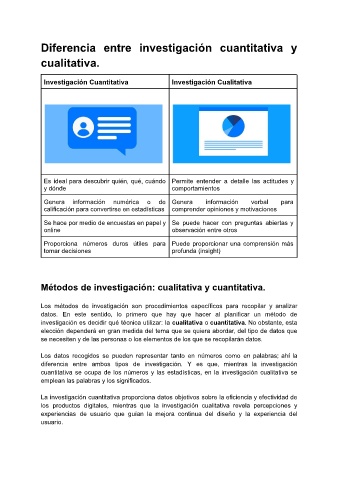 Diferencia entre investigación cuantitativa y
cualitativa.
Investigación Cuantitativa
Investigación Cualitativa
Es ideal para descubrir quién, qué, cuándo
y dónde
Permite entender a detalle las actitudes y
comportamientos
Genera información numérica o de
calificación para convertirse en estadísticas
Genera información verbal para
comprender opiniones y motivaciones
Se hace por medio de encuestas en papel y
online
Se puede hacer con preguntas abiertas y
observación entre otros
Proporciona números duros útiles para
tomar decisiones
Puede proporcionar una comprensión más
profunda (insight)
Métodos de investigación: cualitativa y cuantitativa.
Los métodos de investigación son procedimientos específicos para recopilar y analizar
datos. En este sentido, lo primero que hay que hacer al planificar un método de
investigación es decidir qué técnica utilizar: la cualitativa o cuantitativa. No obstante, esta
elección dependerá en gran medida del tema que se quiera abordar, del tipo de datos que
se necesiten y de las personas o los elementos de los que se recopilarán datos.
Los datos recogidos se pueden representar tanto en números como en palabras; ahí la
diferencia entre ambos tipos de investigación. Y es que, mientras la investigación
cuantitativa se ocupa de los números y las estadísticas, en la investigación cualitativa se
emplean las palabras y los significados.
La investigación cuantitativa proporciona datos objetivos sobre la eficiencia y efectividad de
los productos digitales, mientras que la investigación cualitativa revela percepciones y
experiencias de usuario que guían la mejora continua del diseño y la experiencia del
usuario.